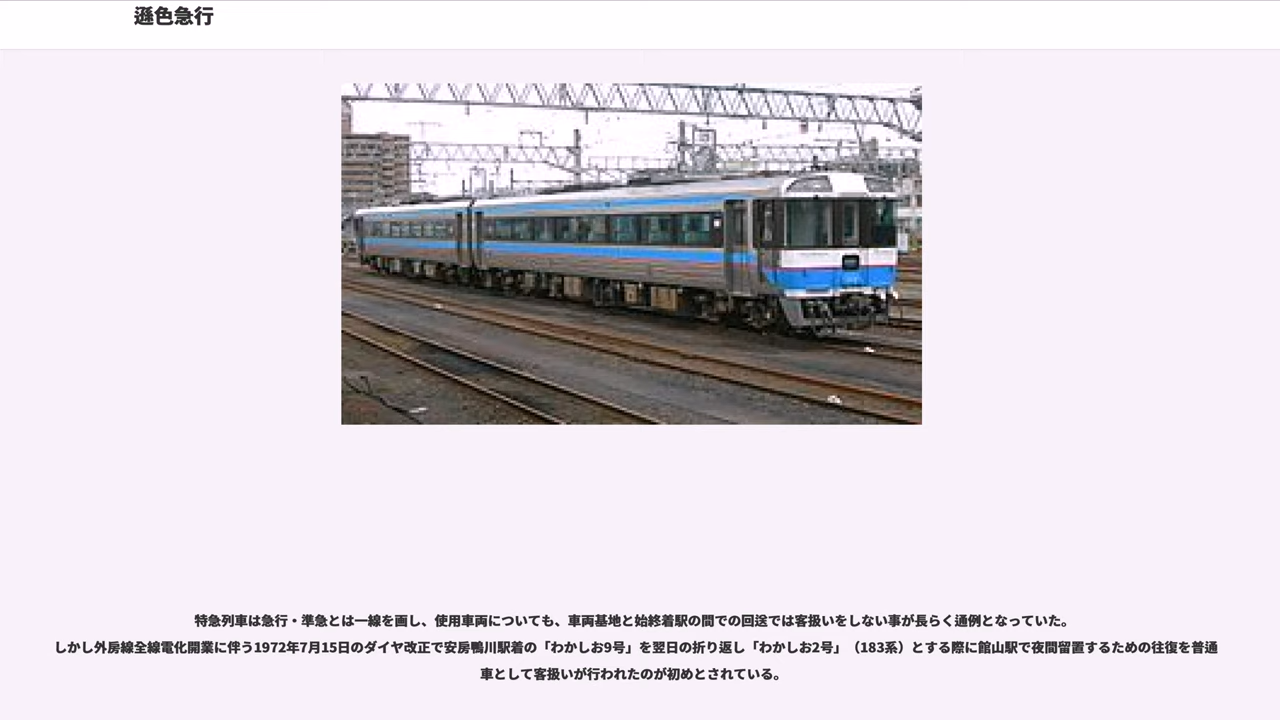 遜色急行
特急列車は急行・準急とは一線を画し、使用車両についても、車両基地と始終着駅の間での回送では客扱いをしない事が長らく通例となっていた。
しかし外房線全線電化開業に伴う1972年7月15日のダイヤ改正で安房鴨川駅着の「わかしお9号」を翌日の折り返し「わかしお2号」（183系）とする際に館山駅で夜間留置するための往復を普通
車として客扱いが行われたのが初めとされている。